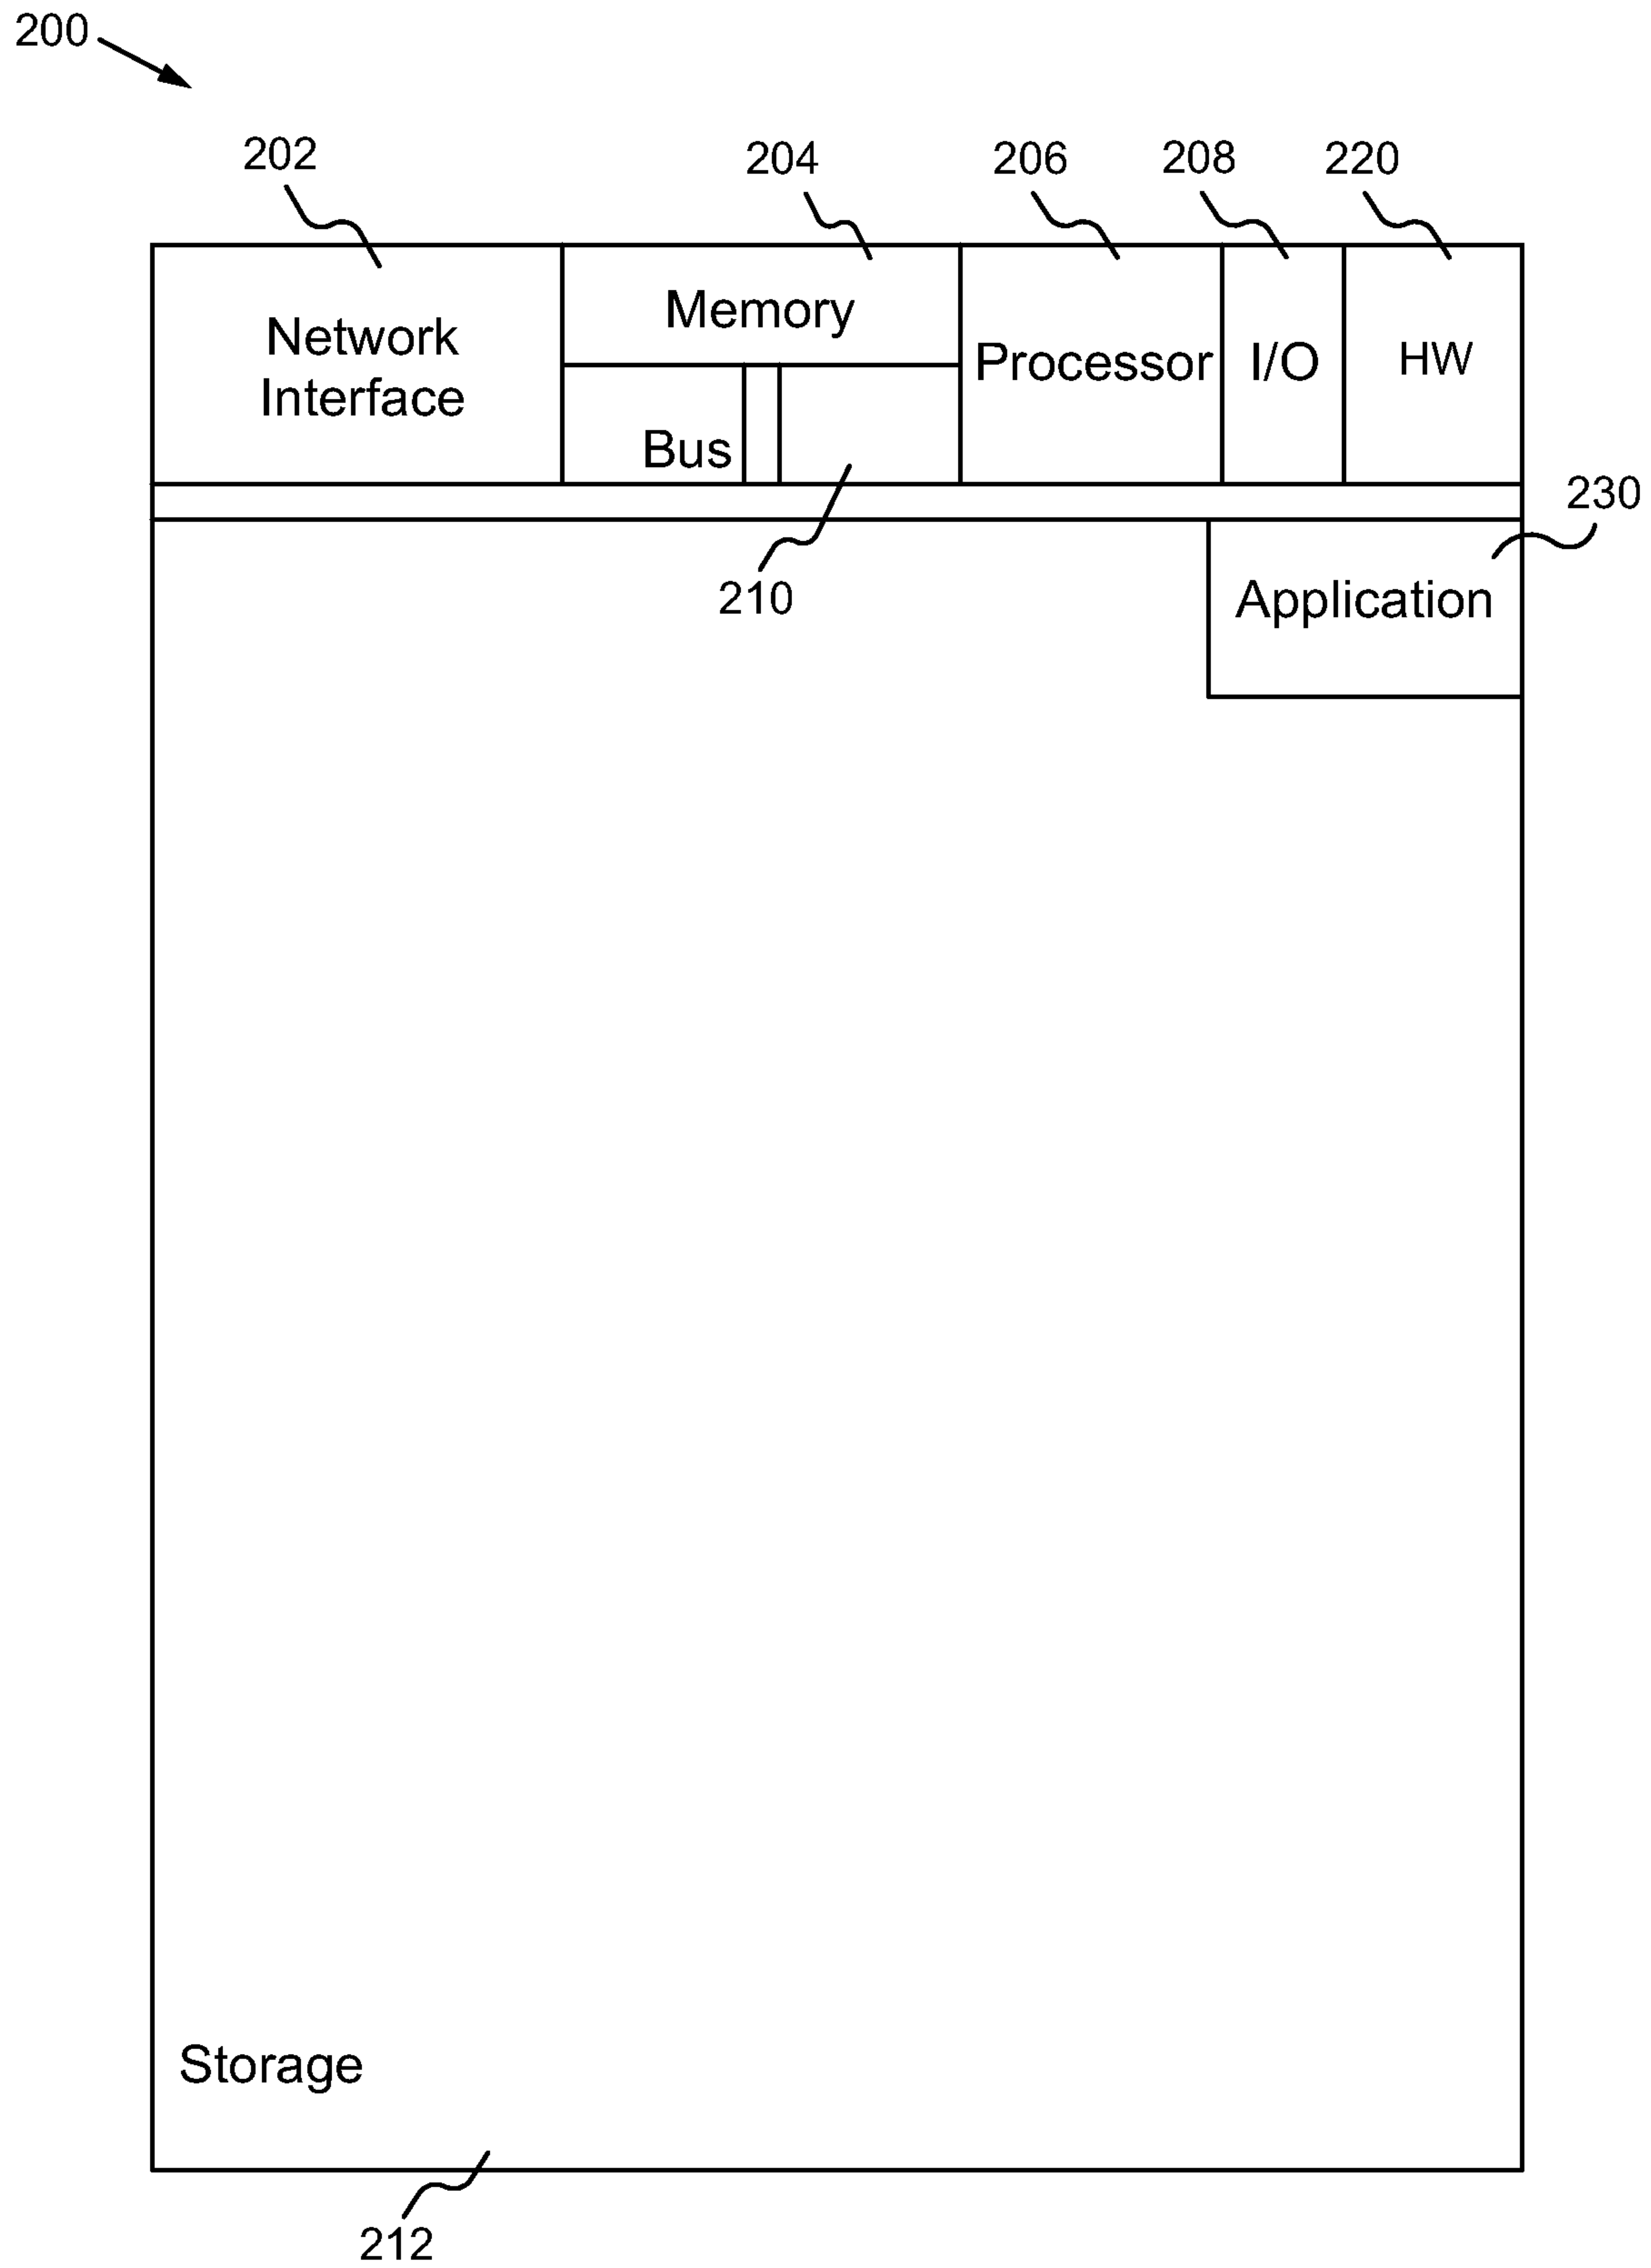 200
202
204
206
208
220
Network
Interface
Memory
Processor
I/O
HW
Bus
230
210
Application
Storage
212